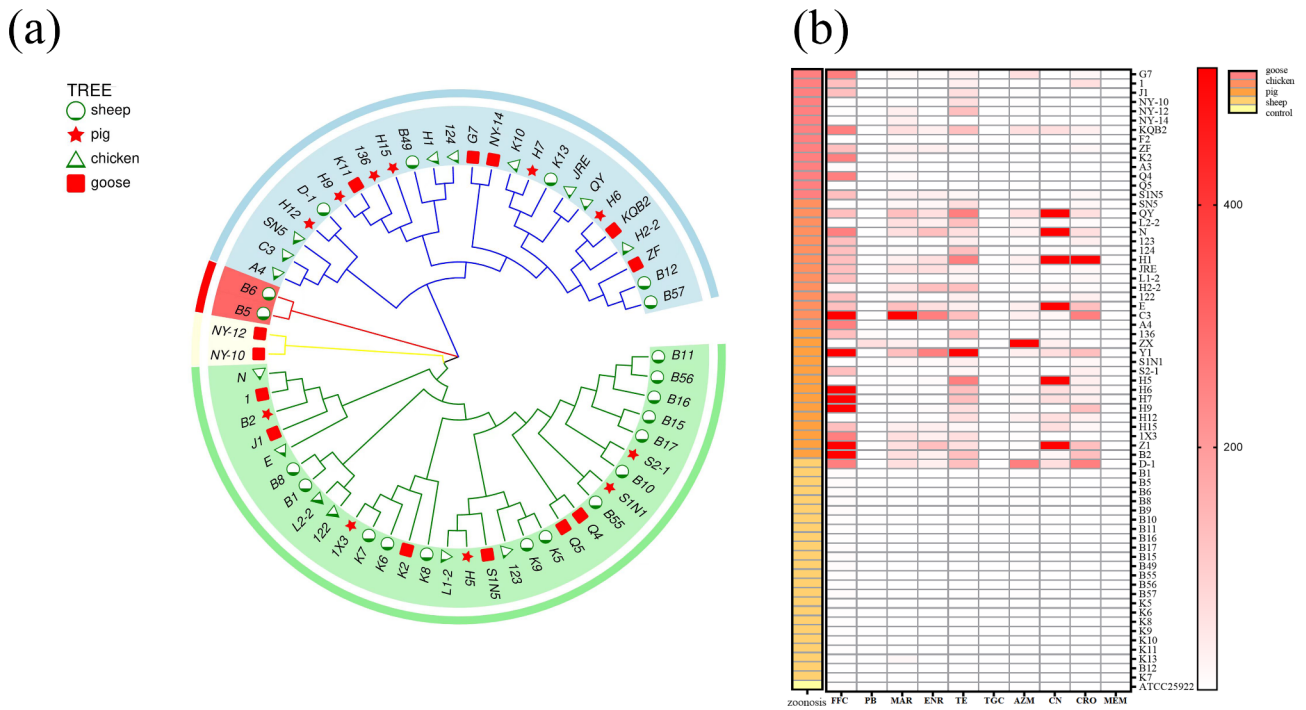 (a)
(b)
TREE
sheep
pig
chicken
goose
A4
C3
SN5
H12
D-1
H9
K11
136
H15
B49
H1
124
G7
NY-14
K10
H7
K13
JRE
QY
H6
KQB2
H2-2
ZF
B12
B57
B6
B5
NY-12
NY-10
N
1
B2
J1
E
B8
B1
L2-2
122
1X3
K7
K6
K2
K8
L1-2
H5
S1N5
123
K9
K5
Q5
Q4
B55
S1N1
B10
S2-1
B17
B15
B16
B56
B11
G7
1
J1
NY-10
NY-12
NY-14
KQB2
F2
ZF
K2
A3
Q4
Q5
S1N5
SN5
QY
L2-2
N
123
124
H1
JRE
L1-2
H2-2
122
E
C3
A4
136
ZX
Y1
S1N1
S2-1
H5
H6
H7
H9
H12
H15
1X3
Z1
B2
D-1
B1
B5
B6
B8
B9
B10
B11
B16
B17
B15
B49
B55
B56
B57
K5
K6
K8
K9
K10
K11
K13
B12
K7
ATCC25922
zoonosis FFC PB MAR ENR TE TGC AZM CN CRO MEM
400
200
goose
chicken
pig
sheep
control